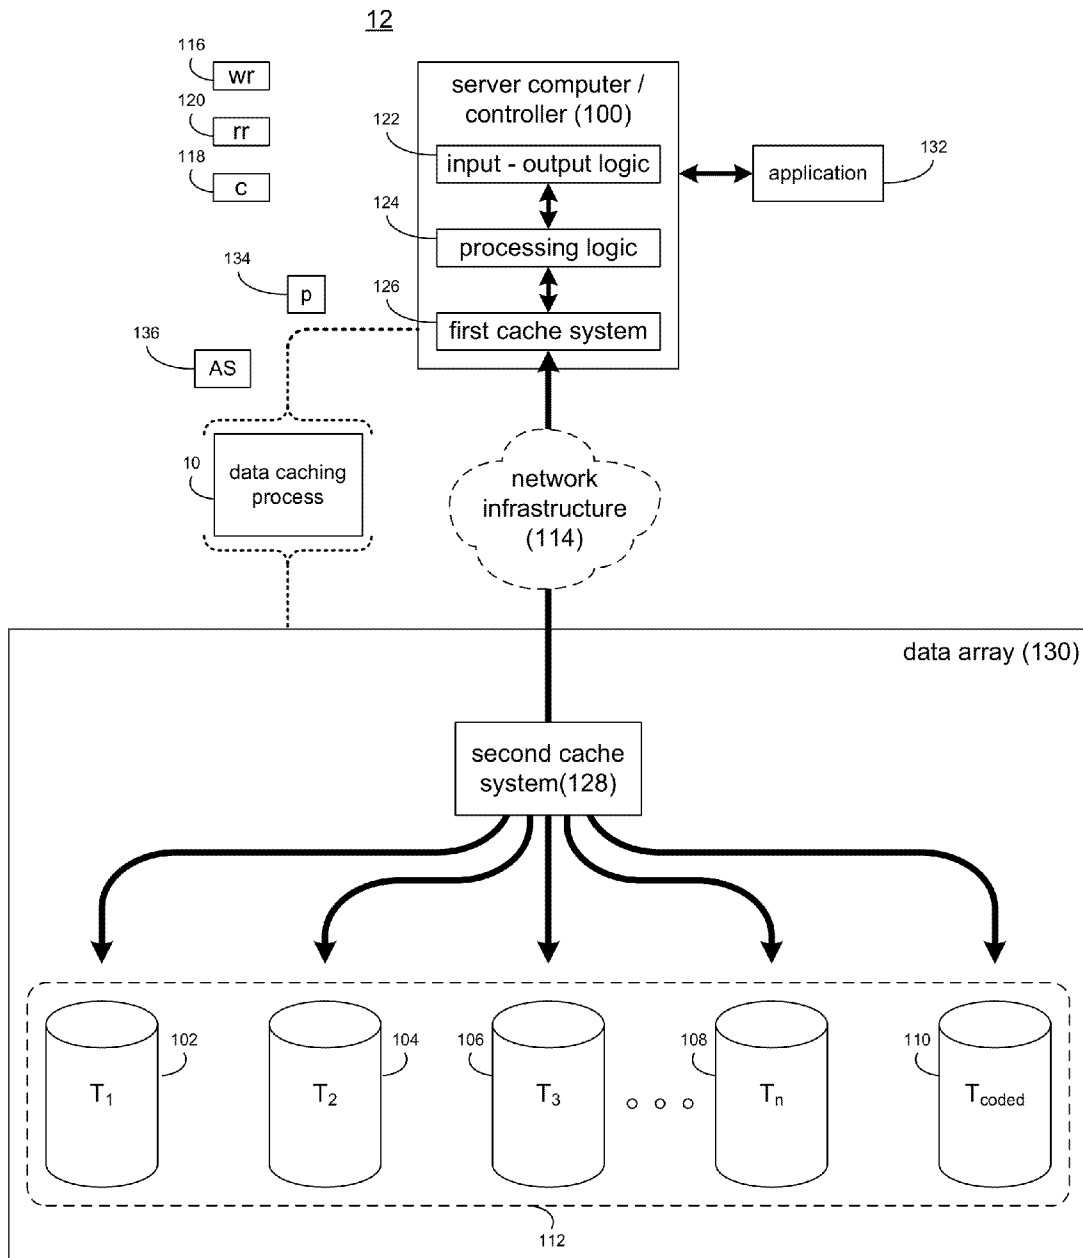 12
116
wr
120
rr
118
c
134
p
136
AS
server computer /
controller (100)
122
input - output logic
124
processing logic
126
first cache system
application
132
10
data caching
process
network
infrastructure
(114)
data array (130)
second cache
system(128)
T1
102
T2
104
106
T3
108
Tn
110
Tcoded
112